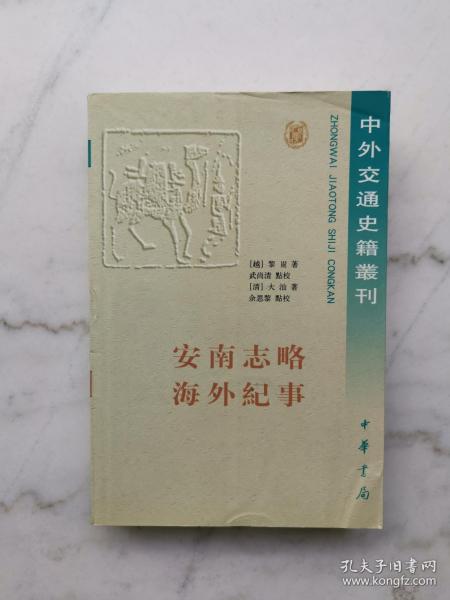 中外交通史籍叢刊
ZHONGWAI JIAOTONG SHIJI CONGKAN
[越] 黎崱 著
武尚清 點校
[清] 大汕 著
余思黎 點校
安南志略
海外紀事
中華書局
孔夫子旧书网
www.kongfz.com